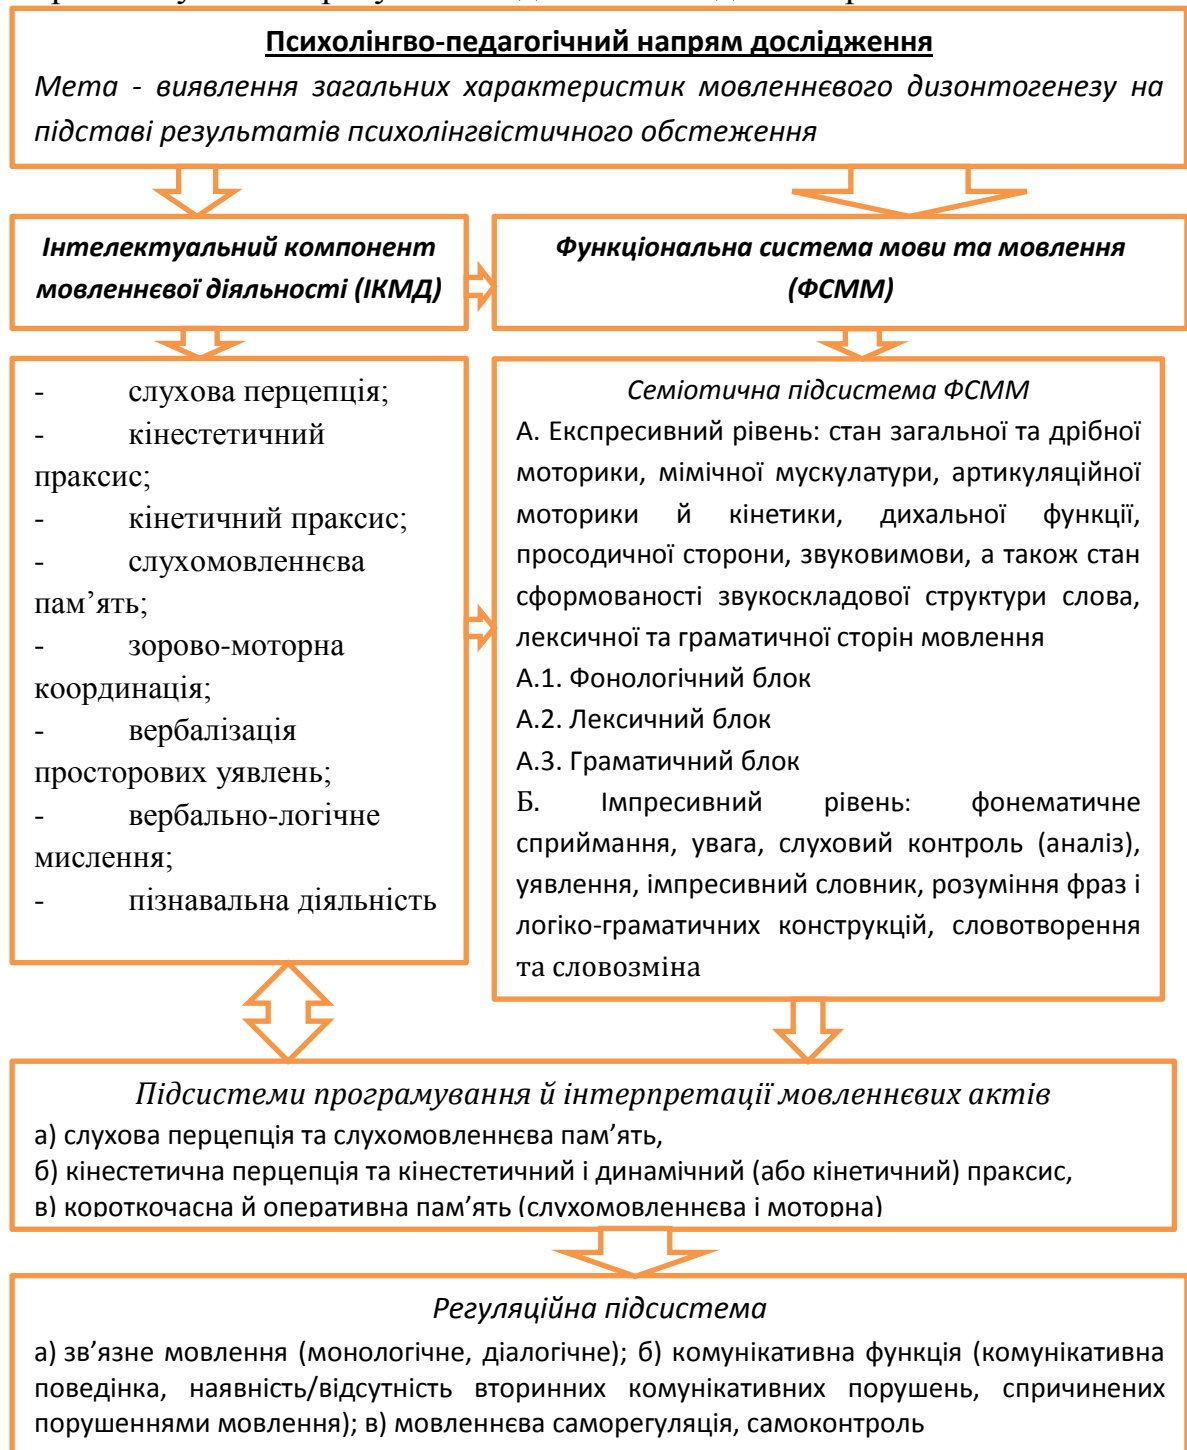 Психолінгво-педагогічний напрям дослідження
Мета - виявлення загальних характеристик мовленнєвого дизонтогенезу на
підставі результатів психолінгвістичного обстеження
Інтелектуальний компонент
мовленнєвої діяльності (ІКМД)
Функціональна система мови та мовлення
(ФСММ)
- слухова перцепція;
- кінестетичний
праксис;
- кінетичний праксис;
- слухомовленнєва
пам’ять;
- зорово-моторна
координація;
- вербалізація
просторових уявлень;
- вербально-логічне
мислення;
- пізнавальна діяльність
Семіотична підсистема ФСММ
А. Експресивний рівень: стан загальної та дрібної
моторики, мімічної мускулатури, артикуляційної
моторики й кінетики, дихальної функції,
просодичної сторони, звуковимови, а також стан
сформованості звукоскладової структури слова,
лексичної та граматичної сторін мовлення
А.1. Фонологічний блок
А.2. Лексичний блок
А.3. Граматичний блок
Б. Імпресивний рівень: фонематичне
сприймання, увага, слуховий контроль (аналіз),
уявлення, імпресивний словник, розуміння фраз і
логіко-граматичних конструкцій, словотворення
та словозміна
Підсистеми програмування й інтерпретації мовленнєвих актів
а) слухова перцепція та слухомовленнєва пам’ять,
б) кінестетична перцепція та кінестетичний і динамічний (або кінетичний) праксис,
в) короткочасна й оперативна пам’ять (слухомовленнєва і моторна)
Регуляційна підсистема
а) зв’язне мовлення (монологічне, діалогічне); б) комунікативна функція (комунікативна
поведінка, наявність/відсутність вторинних комунікативних порушень, спричинених
порушеннями мовлення); в) мовленнєва саморегуляція, самоконтроль